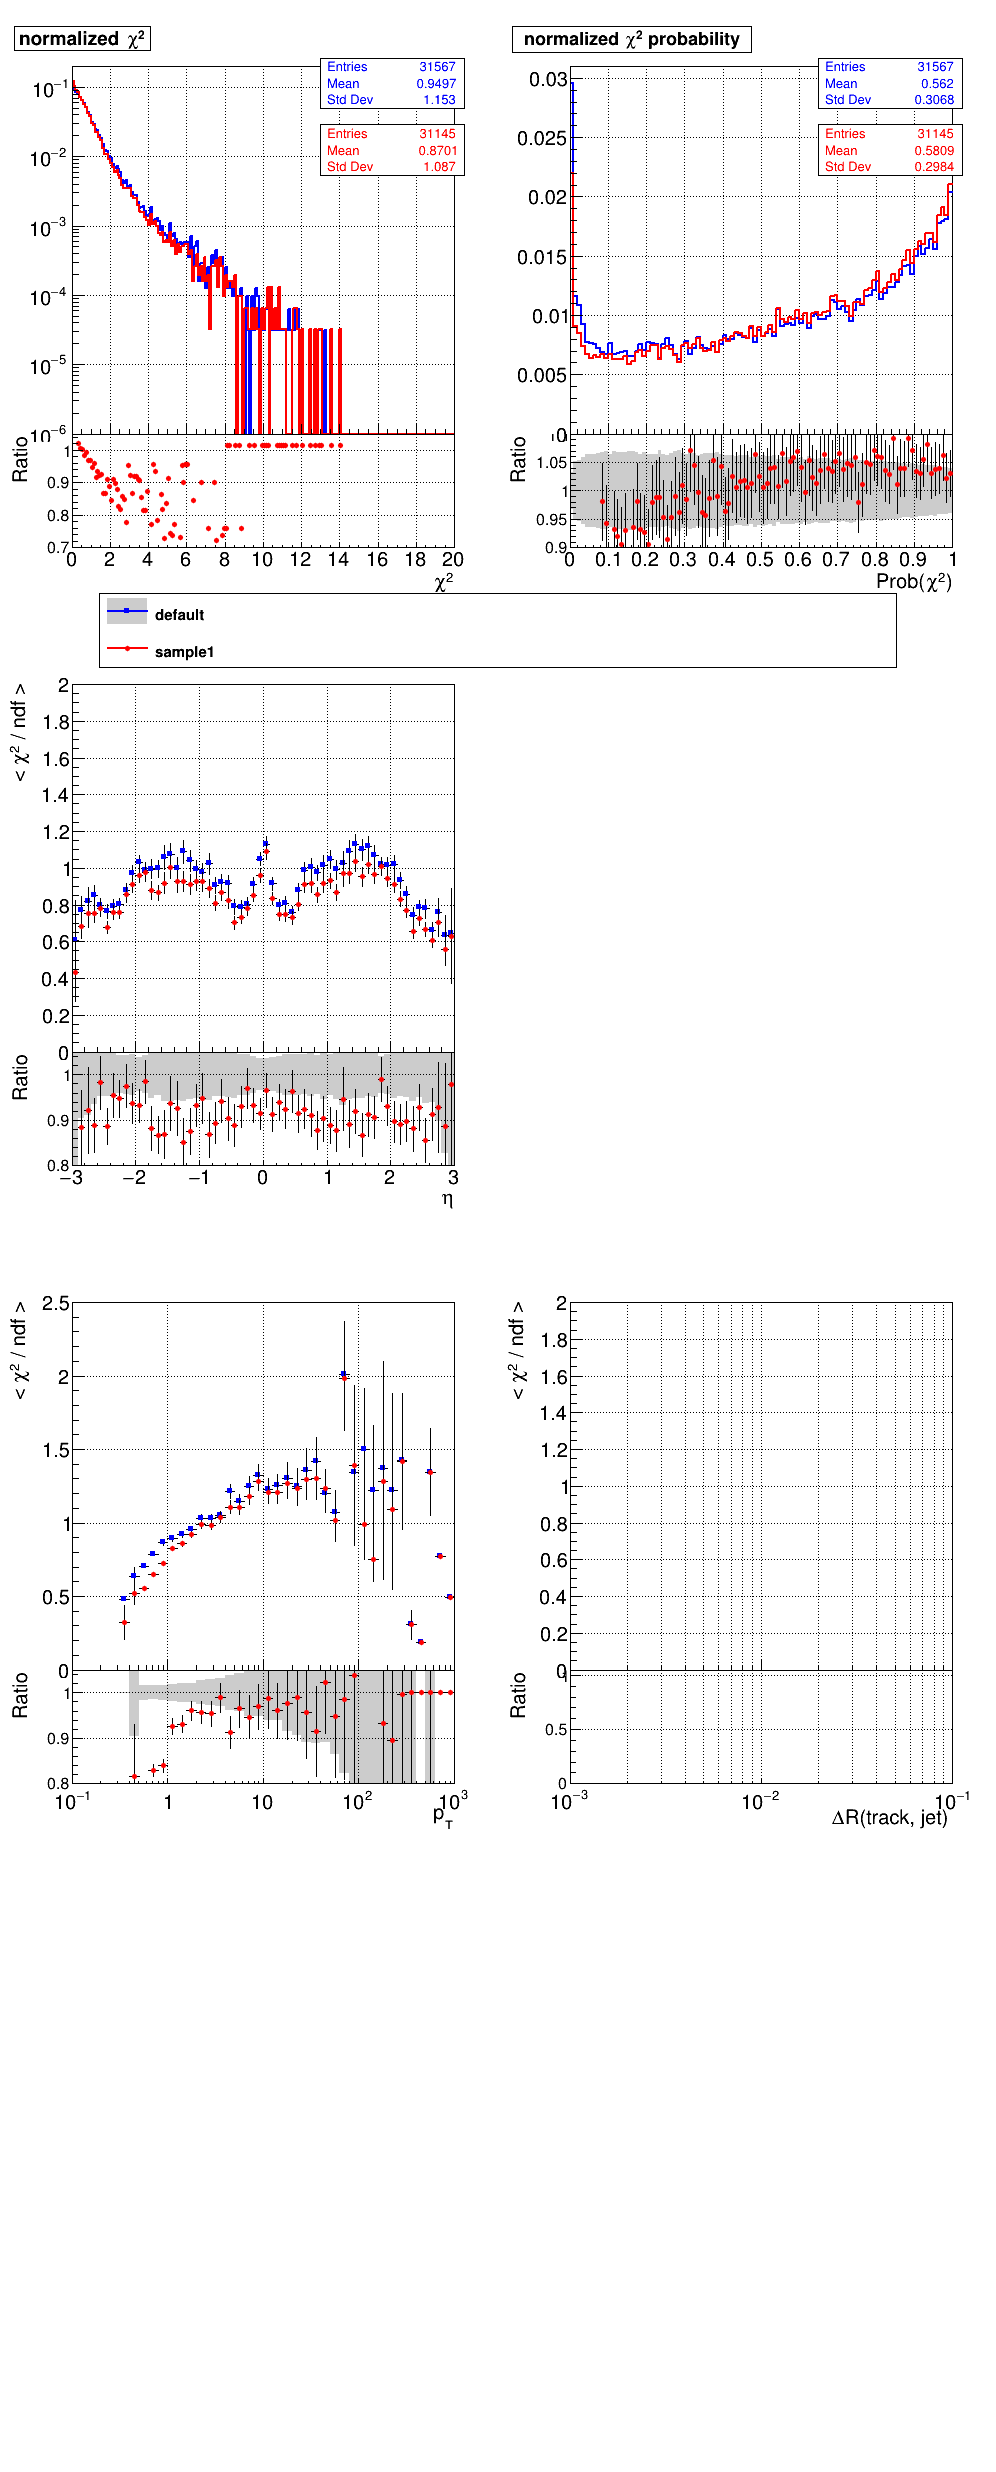 normalized χ²
Entries 31567
Mean 0.9497
Std Dev 1.153
Entries 31145
Mean 0.8701
Std Dev 1.087
10⁻¹
10⁻²
10⁻³
10⁻⁴
10⁻⁵
10⁻⁶
Ratio
1
0.9
0.8
0.7
0 2 4 6 8 10 12 14 16 18 20
χ²
normalized χ² probability
Entries 31567
Mean 0.562
Std Dev 0.3068
Entries 31145
Mean 0.5809
Std Dev 0.2984
0.03
0.025
0.02
0.015
0.01
0.005
0
Ratio
1.05
1
0.95
0.9
0 0.1 0.2 0.3 0.4 0.5 0.6 0.7 0.8 0.9 1
Prob(χ²)
default
sample1
< χ² / ndf >
2
1.8
1.6
1.4
1.2
1
0.8
0.6
0.4
0.2
0
Ratio
1
0.9
0.8
−3 −2 −1 0 1 2 3
η
< χ² / ndf >
2.5
2
1.5
1
0.5
0
Ratio
1
0.9
0.8
10⁻¹ 1 10 10² 10³
p_T
< χ² / ndf >
2
1.8
1.6
1.4
1.2
1
0.8
0.6
0.4
0.2
0
Ratio
1
0.5
0
10⁻³ 10⁻² 10⁻¹
ΔR(track, jet)